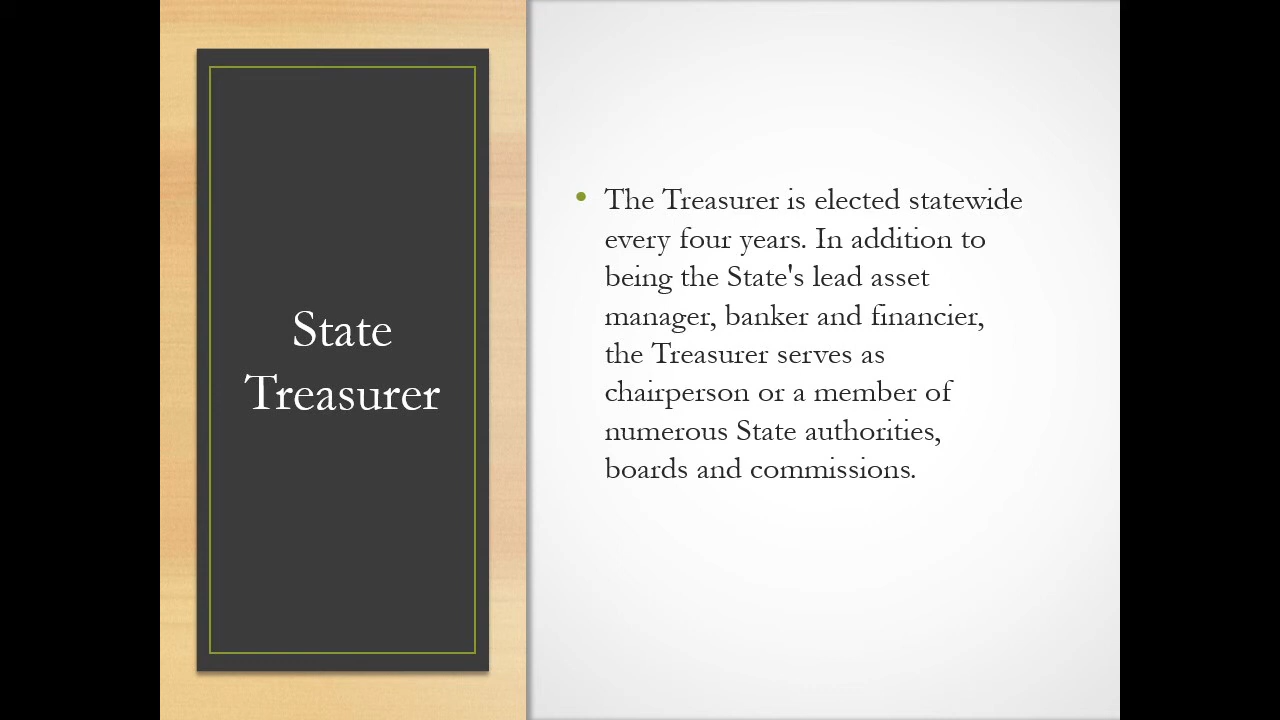 State
Treasurer
• The Treasurer is elected statewide
every four years. In addition to
being the State's lead asset
manager, banker and financier,
the Treasurer serves as
chairperson or a member of
numerous State authorities,
boards and commissions.